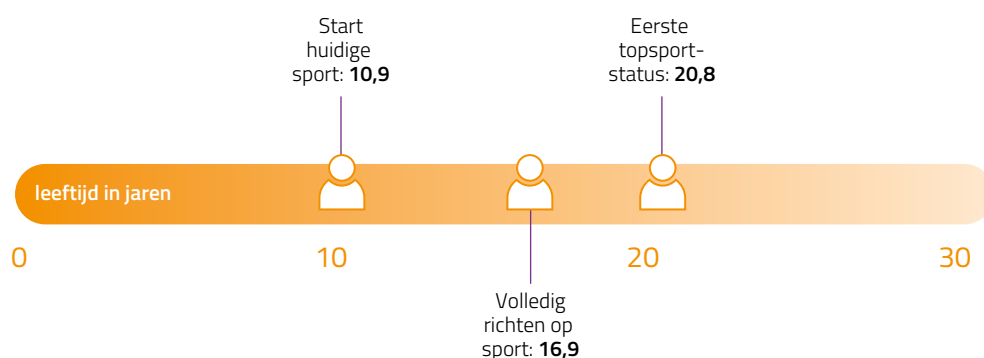 Start
huidige
sport: 10,9
Eerste
topsport-
status: 20,8
leeftijd in jaren
0
10
20
30
Volledig
richten op
sport: 16,9